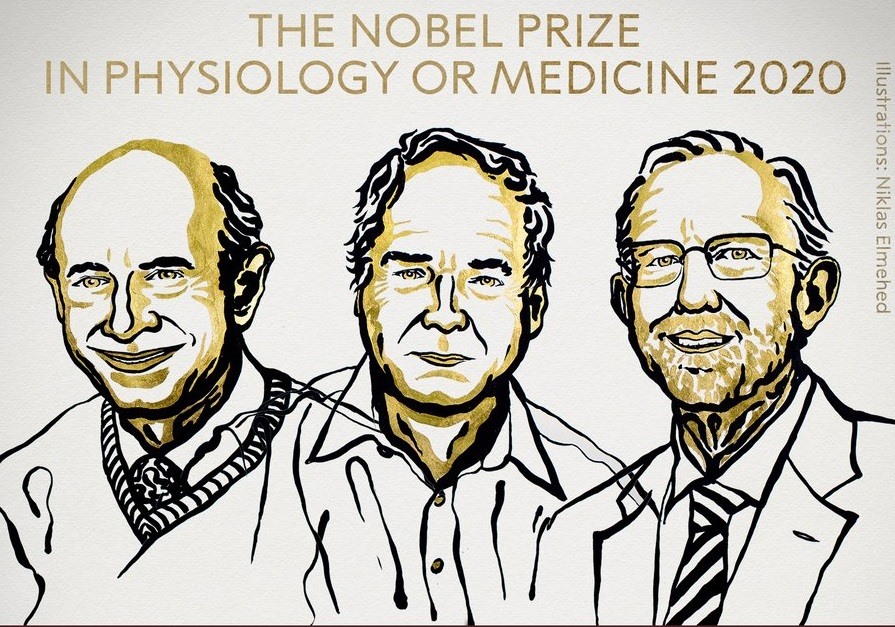 THE NOBEL PRIZE
IN PHYSIOLOGY OR MEDICINE 2020
Illustrations: Niklas Elmehed